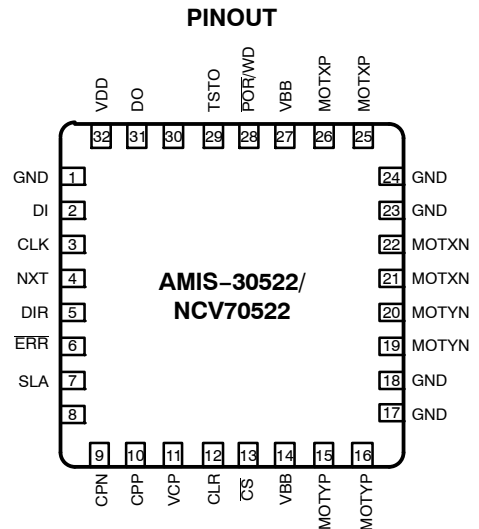 PINOUT
VDD
DO
TSTO
POR/WD
VBB
MOTXP
MOTXP
32
31
30
29
28
27
26
25
GND 1
DI 2
CLK 3
NXT 4
DIR 5
ERR 6
SLA 7
8
AMIS−30522/
NCV70522
24 GND
23 GND
22 MOTXN
21 MOTXN
20 MOTYN
19 MOTYN
18 GND
17 GND
9
10
11
12
13
14
15
16
CPN
CPP
VCP
CLR
CS
VBB
MOTYP
MOTYP